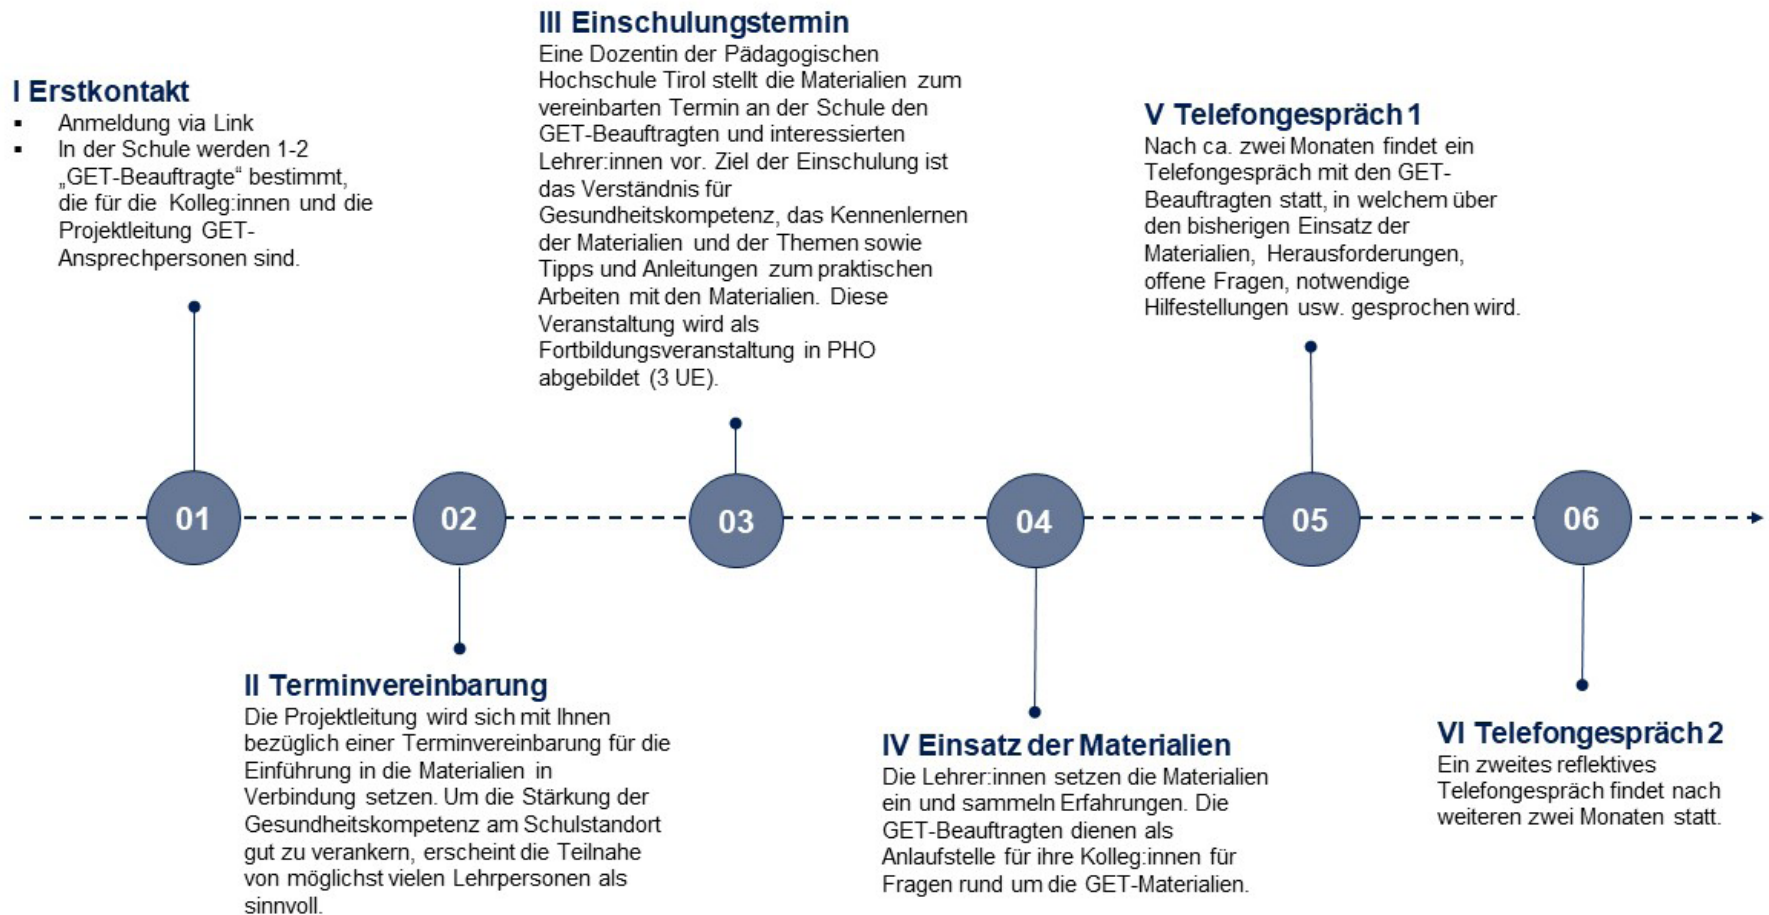 I Erstkontakt
▪ Anmeldung via Link
▪ In der Schule werden 1-2
„GET-Beauftragte“ bestimmt,
die für die Kolleg:innen und die
Projektleitung GET-
Ansprechpersonen sind.
III Einschulungstermin
Eine Dozentin der Pädagogischen
Hochschule Tirol stellt die Materialien zum
vereinbarten Termin an der Schule den
GET-Beauftragten und interessierten
Lehrer:innen vor. Ziel der Einschulung ist
das Verständnis für
Gesundheitskompetenz, das Kennenlernen
der Materialien und der Themen sowie
Tipps und Anleitungen zum praktischen
Arbeiten mit den Materialien. Diese
Veranstaltung wird als
Fortbildungsveranstaltung in PHO
abgebildet (3 UE).
V Telefongespräch 1
Nach ca. zwei Monaten findet ein
Telefongespräch mit den GET-
Beauftragten statt, in welchem über
den bisherigen Einsatz der
Materialien, Herausforderungen,
offene Fragen, notwendige
Hilfestellungen usw. gesprochen wird.
01
02
03
04
05
06
II Terminvereinbarung
Die Projektleitung wird sich mit Ihnen
bezüglich einer Terminvereinbarung für die
Einführung in die Materialien in
Verbindung setzen. Um die Stärkung der
Gesundheitskompetenz am Schulstandort
gut zu verankern, erscheint die Teilnahe
von möglichst vielen Lehrpersonen als
sinnvoll.
IV Einsatz der Materialien
Die Lehrer:innen setzen die Materialien
ein und sammeln Erfahrungen. Die
GET-Beauftragten dienen als
Anlaufstelle für ihre Kolleg:innen für
Fragen rund um die GET-Materialien.
VI Telefongespräch 2
Ein zweites reflektives
Telefongespräch findet nach
weiteren zwei Monaten statt.